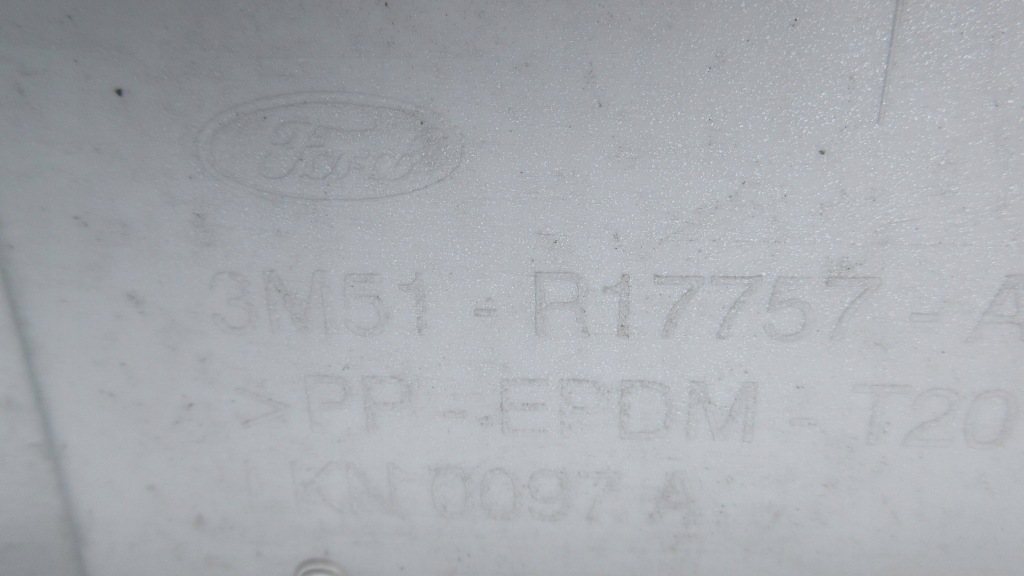 Ford
3M51 - R17757 - A
>PP - EPDM - T20
KN 0097 A